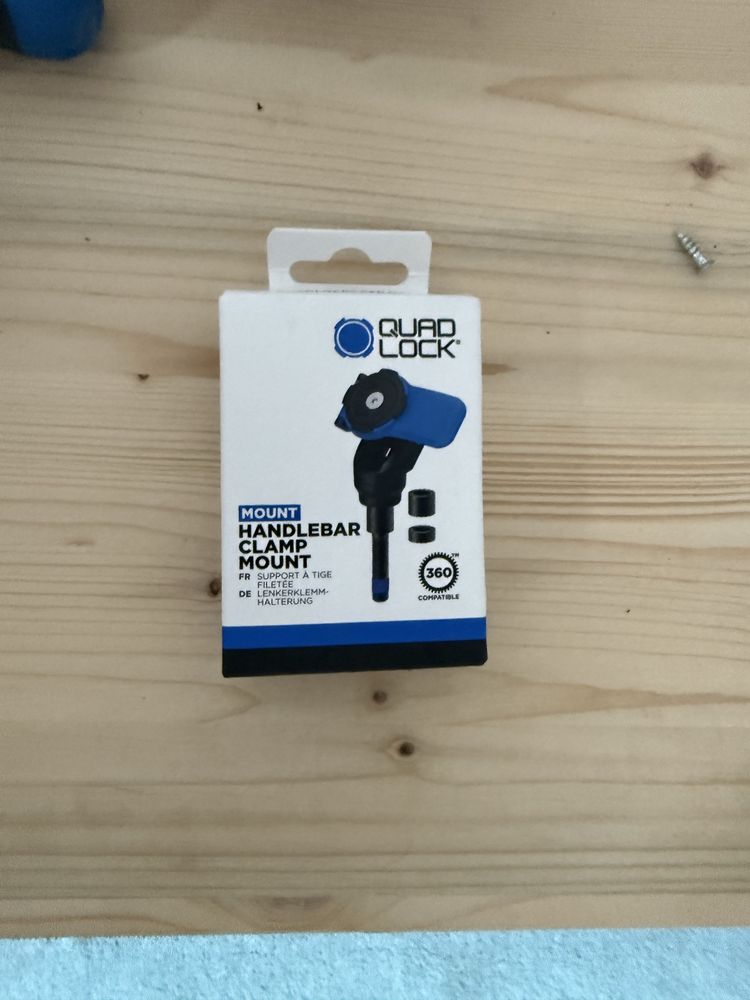 QUAD
LOCK®
MOUNT
HANDLEBAR
CLAMP
MOUNT
FR SUPPORT À TIGE
FILETÉE
DE LENKERKLEMM-
HALTERUNG
360™
COMPATIBLE